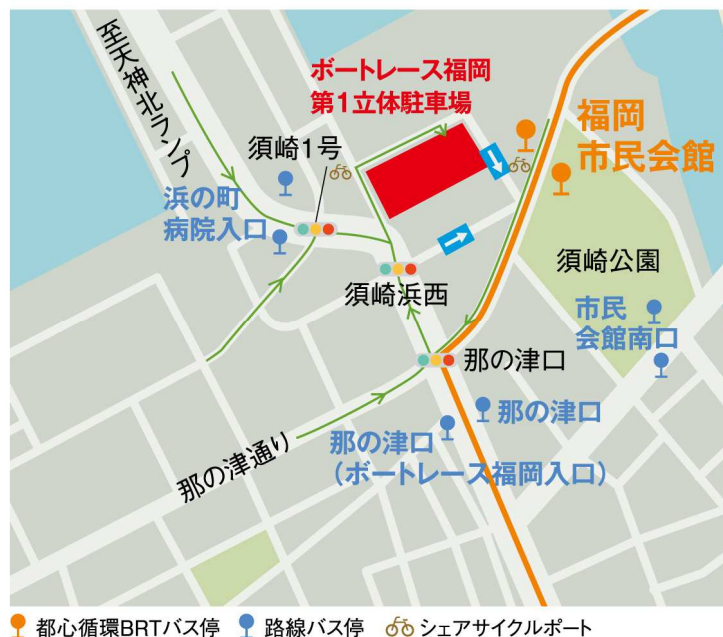 至天神北ランプ
ボートレース福岡
第1立体駐車場
福岡
市民会館
須崎1号
浜の町
病院入口
須崎公園
須崎浜西
市民
会館南口
那の津口
那の津口
那の津口
（ボートレース福岡入口）
那の津通り
都心循環BRTバス停 路線バス停 シェアサイクルポート